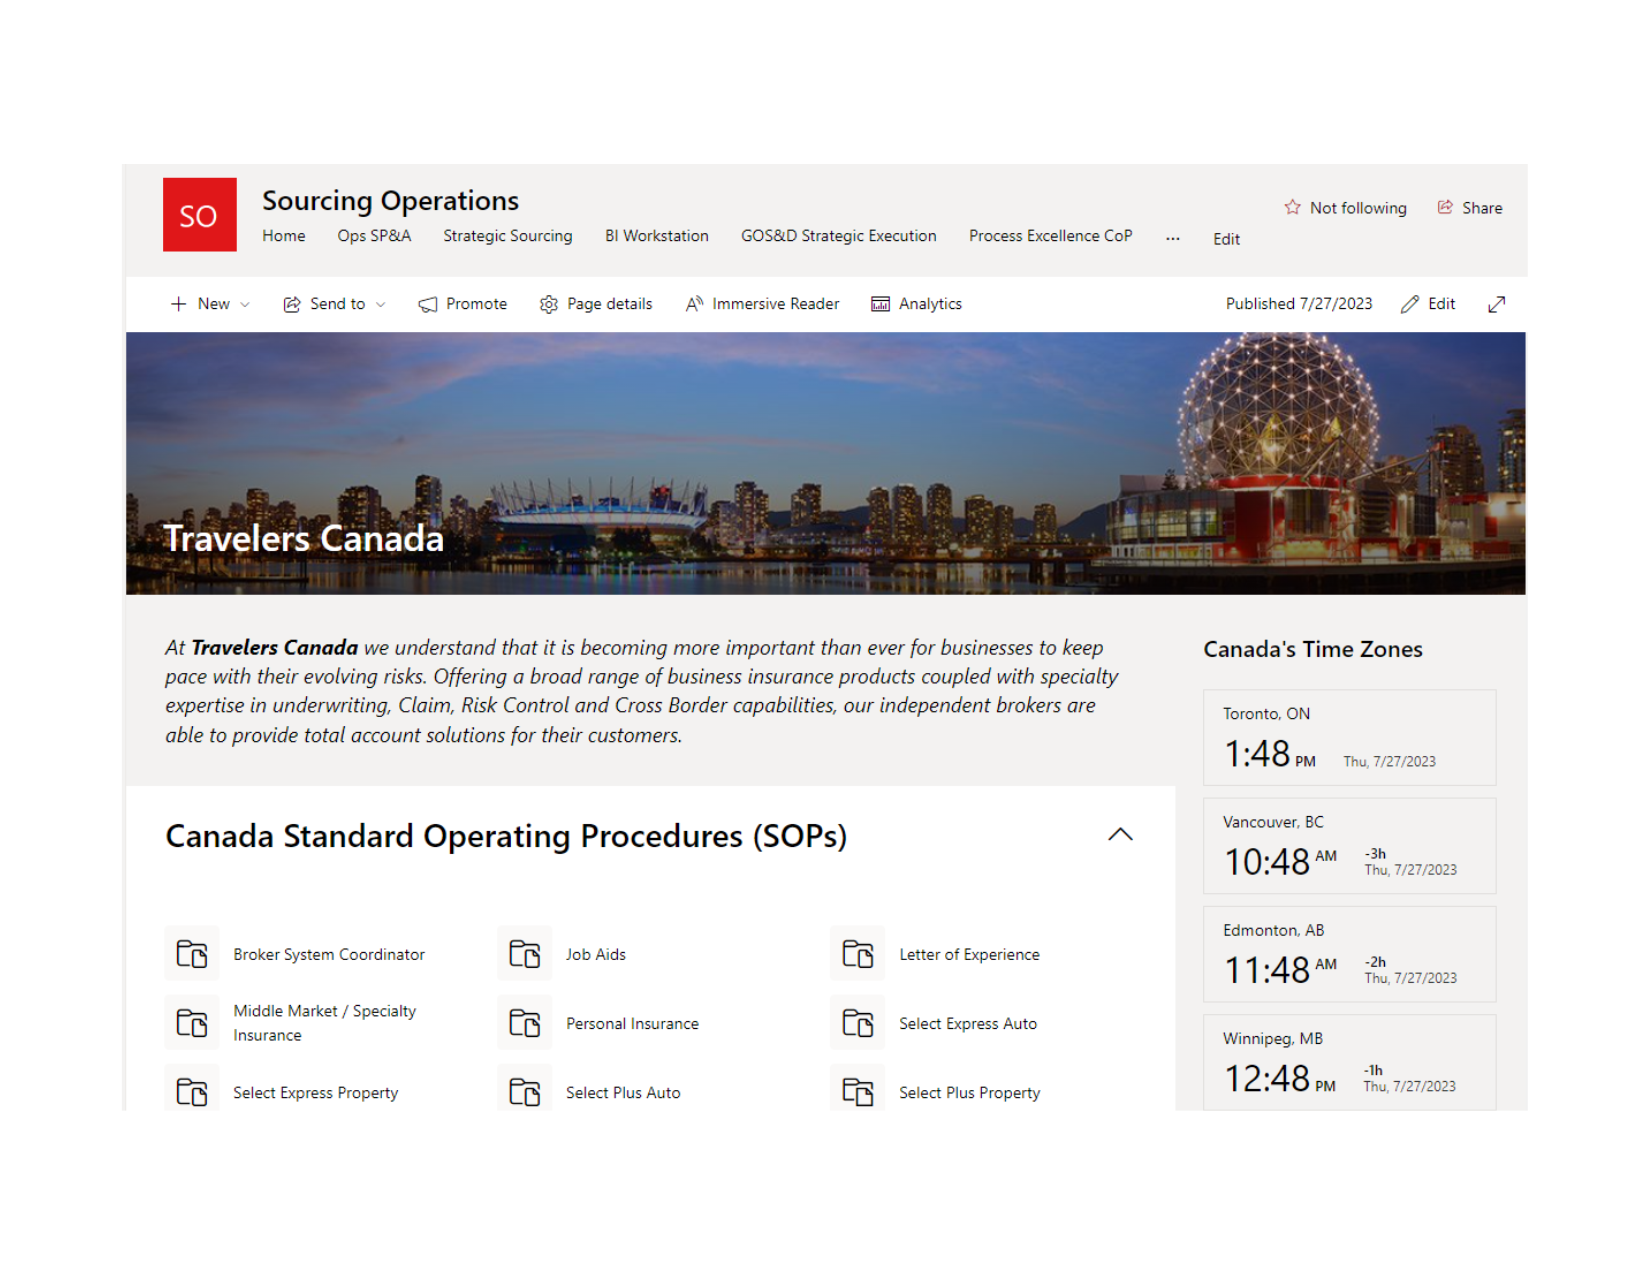 SO
Sourcing Operations
Home Ops SP&A Strategic Sourcing BI Workstation GOS&D Strategic Execution Process Excellence CoP ... Edit
Not following Share
New Send to Promote Page details Immersive Reader Analytics Published 7/27/2023 Edit
Travelers Canada
At Travelers Canada we understand that it is becoming more important than ever for businesses to keep
pace with their evolving risks. Offering a broad range of business insurance products coupled with specialty
expertise in underwriting, Claim, Risk Control and Cross Border capabilities, our independent brokers are
able to provide total account solutions for their customers.
Canada Standard Operating Procedures (SOPs)
Broker System Coordinator Job Aids Letter of Experience
Middle Market / Specialty
Insurance
Personal Insurance Select Express Auto
Select Express Property Select Plus Auto Select Plus Property
Canada's Time Zones
Toronto, ON
1:48 PM Thu, 7/27/2023
Vancouver, BC
10:48 AM -3h
Thu, 7/27/2023
Edmonton, AB
11:48 AM -2h
Thu, 7/27/2023
Winnipeg, MB
12:48 PM -1h
Thu, 7/27/2023